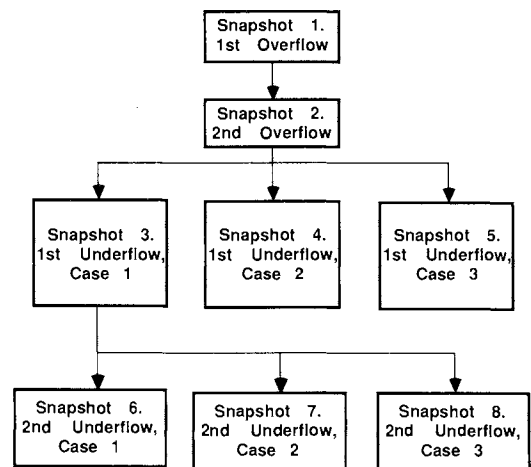 Snapshot 1.
1st Overflow
Snapshot 2.
2nd Overflow
Snapshot 3.
1st Underflow,
Case 1
Snapshot 4.
1st Underflow,
Case 2
Snapshot 5.
1st Underflow,
Case 3
Snapshot 6.
2nd Underflow,
Case 1
Snapshot 7.
2nd Underflow,
Case 2
Snapshot 8.
2nd Underflow,
Case 3